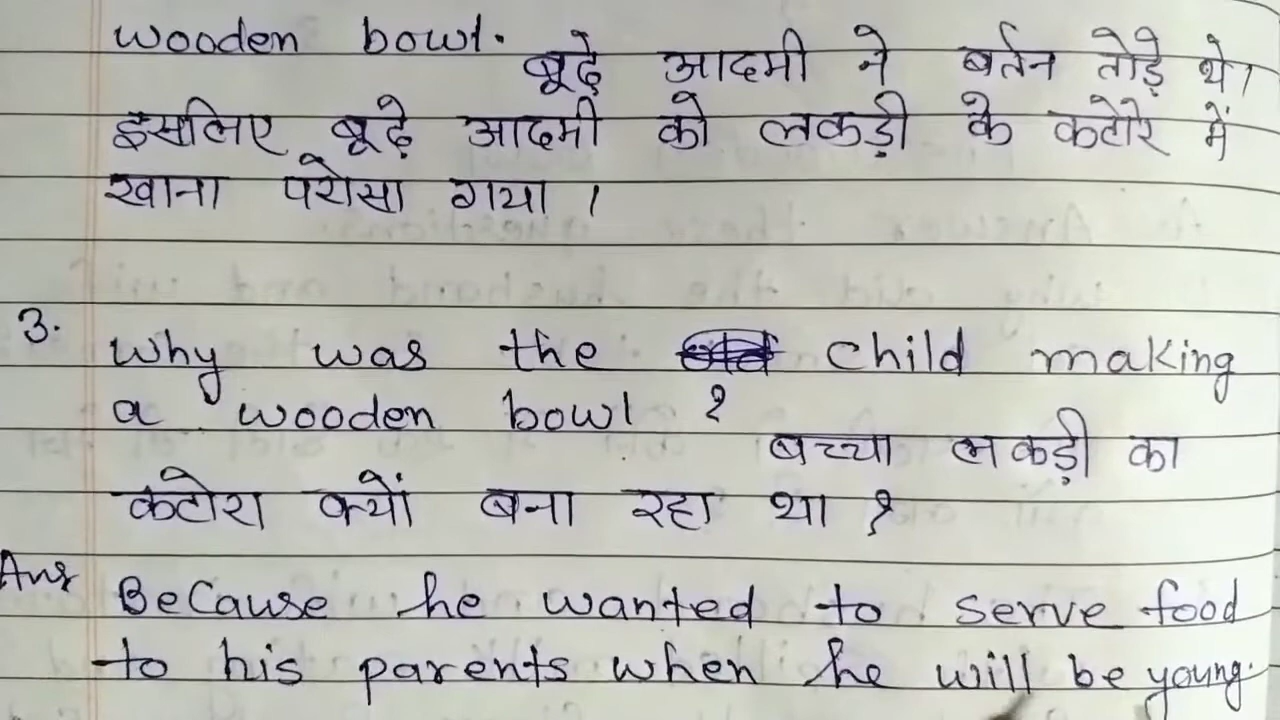 wooden bowl.
बूढ़े आदमी ने बर्तन तोड़े थे।
इसलिए बूढ़े आदमी को लकड़ी के कटोरे में
खाना परोसा गया ।
3. Why was the child making
a wooden bowl ?
बच्चा लकड़ी का
कटोरा क्यों बना रहा था ?
Ans Because he wanted to serve food
to his parents when he will be young.